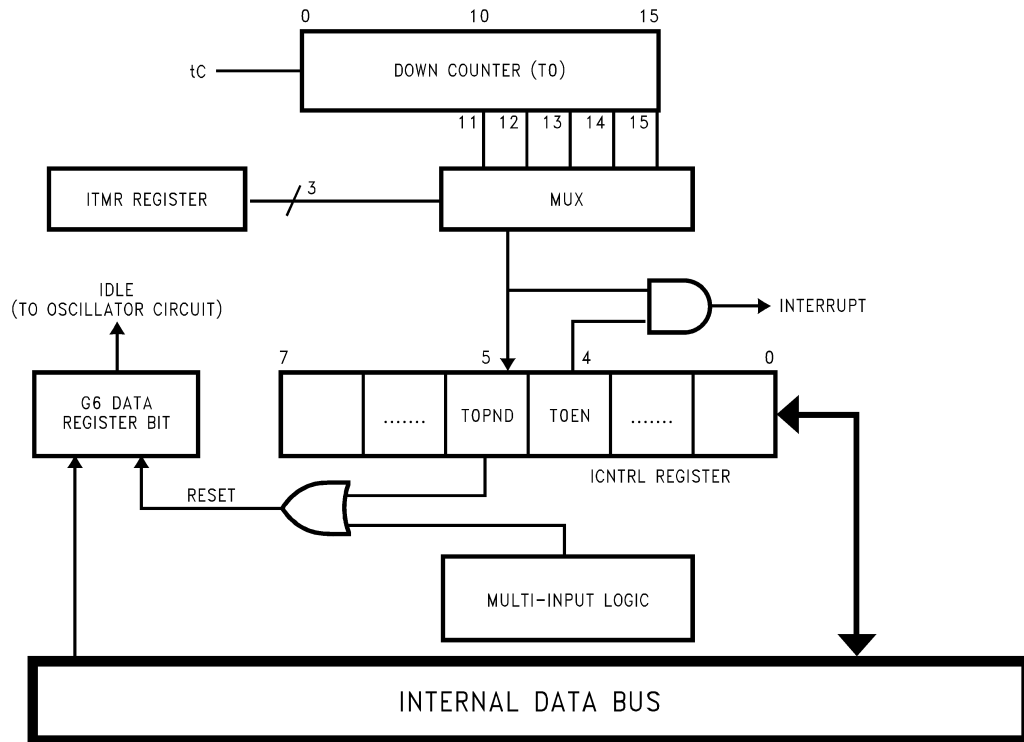 0 10 15
tC
DOWN COUNTER (T0)
11 12 13 14 15
ITMR REGISTER
3
MUX
IDLE
(TO OSCILLATOR CIRCUIT)
INTERRUPT
7 5 4 0
G6 DATA
REGISTER BIT
....... TOPND TOEN .......
ICNTRL REGISTER
RESET
MULTI-INPUT LOGIC
INTERNAL DATA BUS